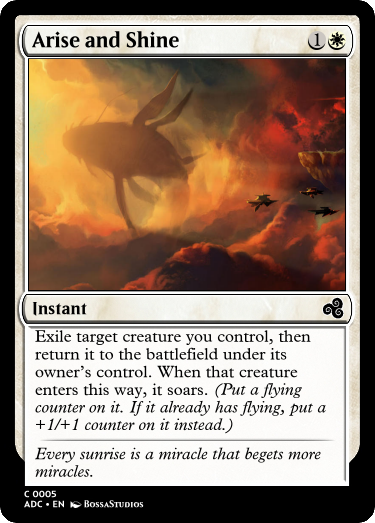 Arise and Shine 1
Instant
Exile target creature you control, then
return it to the battlefield under its
owner's control. When that creature
enters this way, it soars. (Put a flying
counter on it. If it already has flying, put a
+1/+1 counter on it instead.)
Every sunrise is a miracle that begets more
miracles.
C 0005
ADC • EN BossaStudios